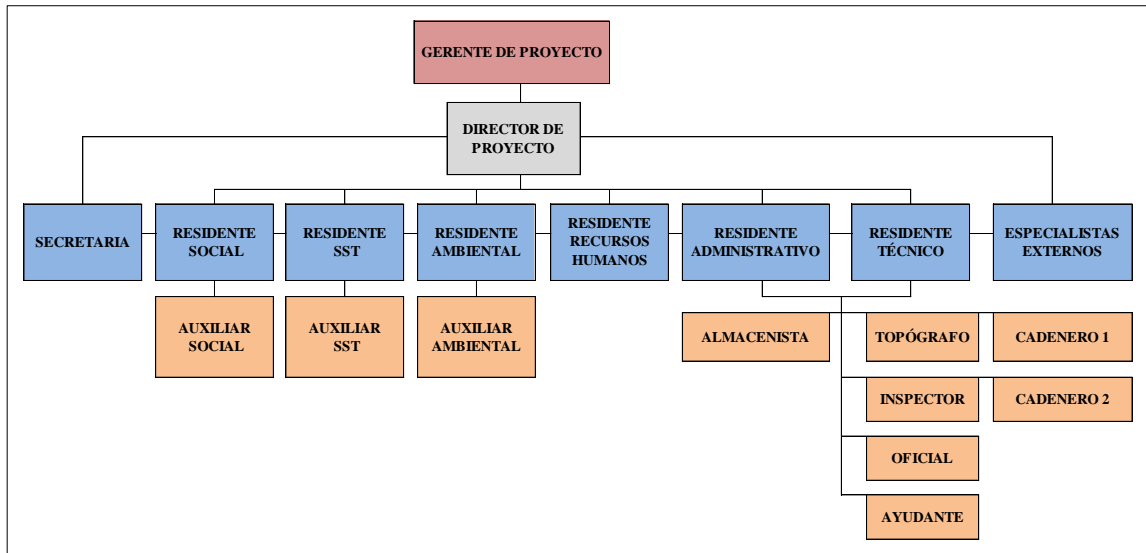 GERENTE DE PROYECTO
DIRECTOR DE
PROYECTO
SECRETARIA
RESIDENTE
SOCIAL
RESIDENTE
SST
RESIDENTE
AMBIENTAL
RESIDENTE
RECURSOS
HUMANOS
RESIDENTE
ADMINISTRATIVO
RESIDENTE
TÉCNICO
ESPECIALISTAS
EXTERNOS
AUXILIAR
SOCIAL
AUXILIAR
SST
AUXILIAR
AMBIENTAL
ALMACENISTA
TOPÓGRAFO
CADENERO 1
INSPECTOR
CADENERO 2
OFICIAL
AYUDANTE